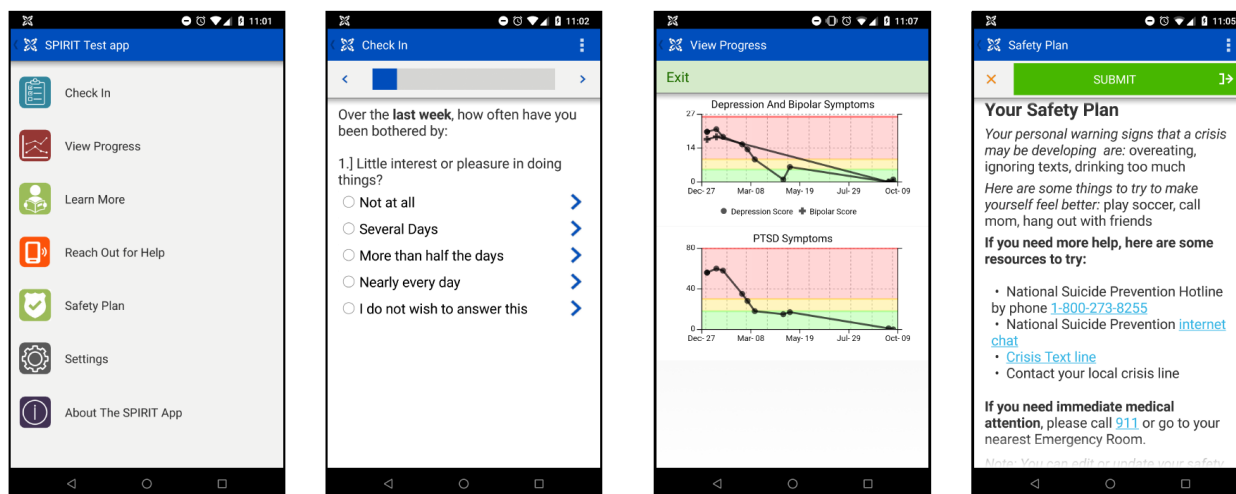 11:01
SPIRIT Test app
Check In
View Progress
Learn More
Reach Out for Help
Safety Plan
Settings
About The SPIRIT App
11:02
Check In
Over the last week, how often have you
been bothered by:
1.] Little interest or pleasure in doing
things?
Not at all
Several Days
More than half the days
Nearly every day
I do not wish to answer this
11:07
View Progress
Exit
Depression And Bipolar Symptoms
27
14
0
Dec- 27 Mar- 08 May- 19 Jul- 29 Oct- 09
Depression Score Bipolar Score
PTSD Symptoms
80
40
0
Dec- 27 Mar- 08 May- 19 Jul- 29 Oct- 09
11:05
Safety Plan
SUBMIT
Your Safety Plan
Your personal warning signs that a crisis
may be developing are: overeating,
ignoring texts, drinking too much
Here are some things to try to make
yourself feel better: play soccer, call
mom, hang out with friends
If you need more help, here are some
resources to try:
• National Suicide Prevention Hotline
by phone 1-800-273-8255
• National Suicide Prevention internet
chat
• Crisis Text line
• Contact your local crisis line
If you need immediate medical
attention, please call 911 or go to your
nearest Emergency Room.
Note: You can edit or update your safety